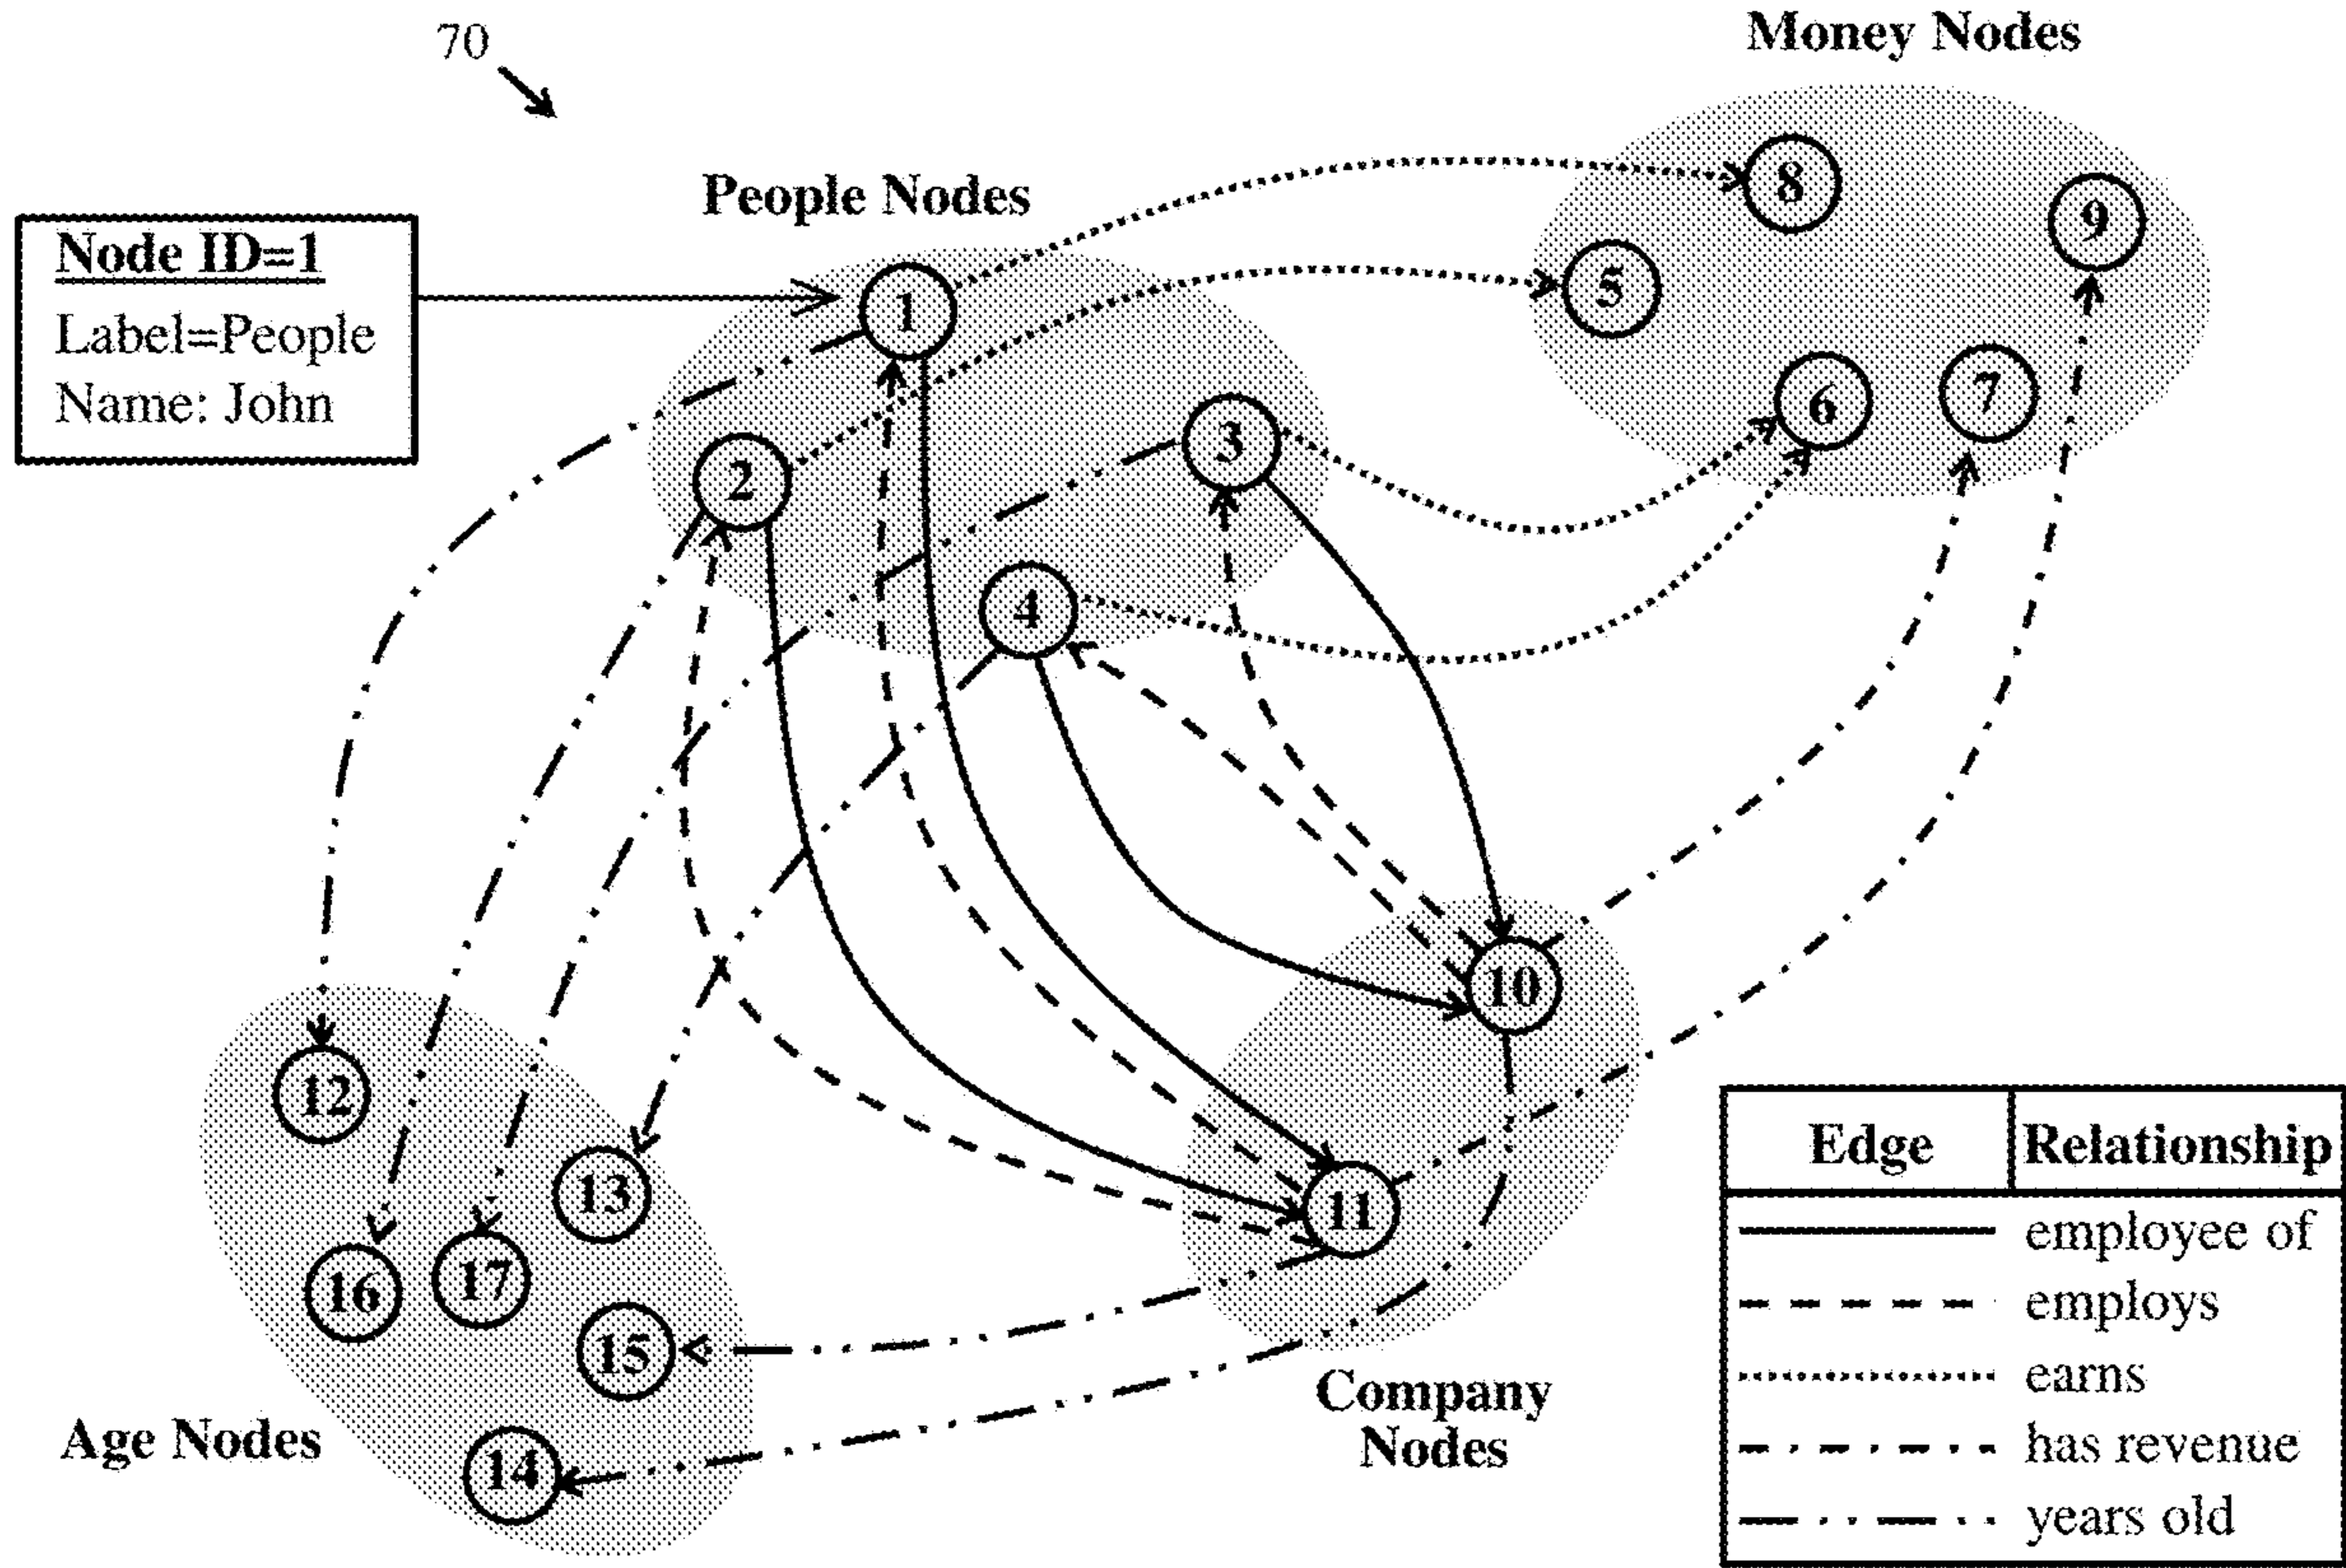 70
Money Nodes
People Nodes
Node ID=1
Label=People
Name: John
1
2
3
4
5
6
7
8
9
10
11
12
13
16
17
15
14
Age Nodes
Company
Nodes
Edge Relationship
employee of
employs
earns
has revenue
years old